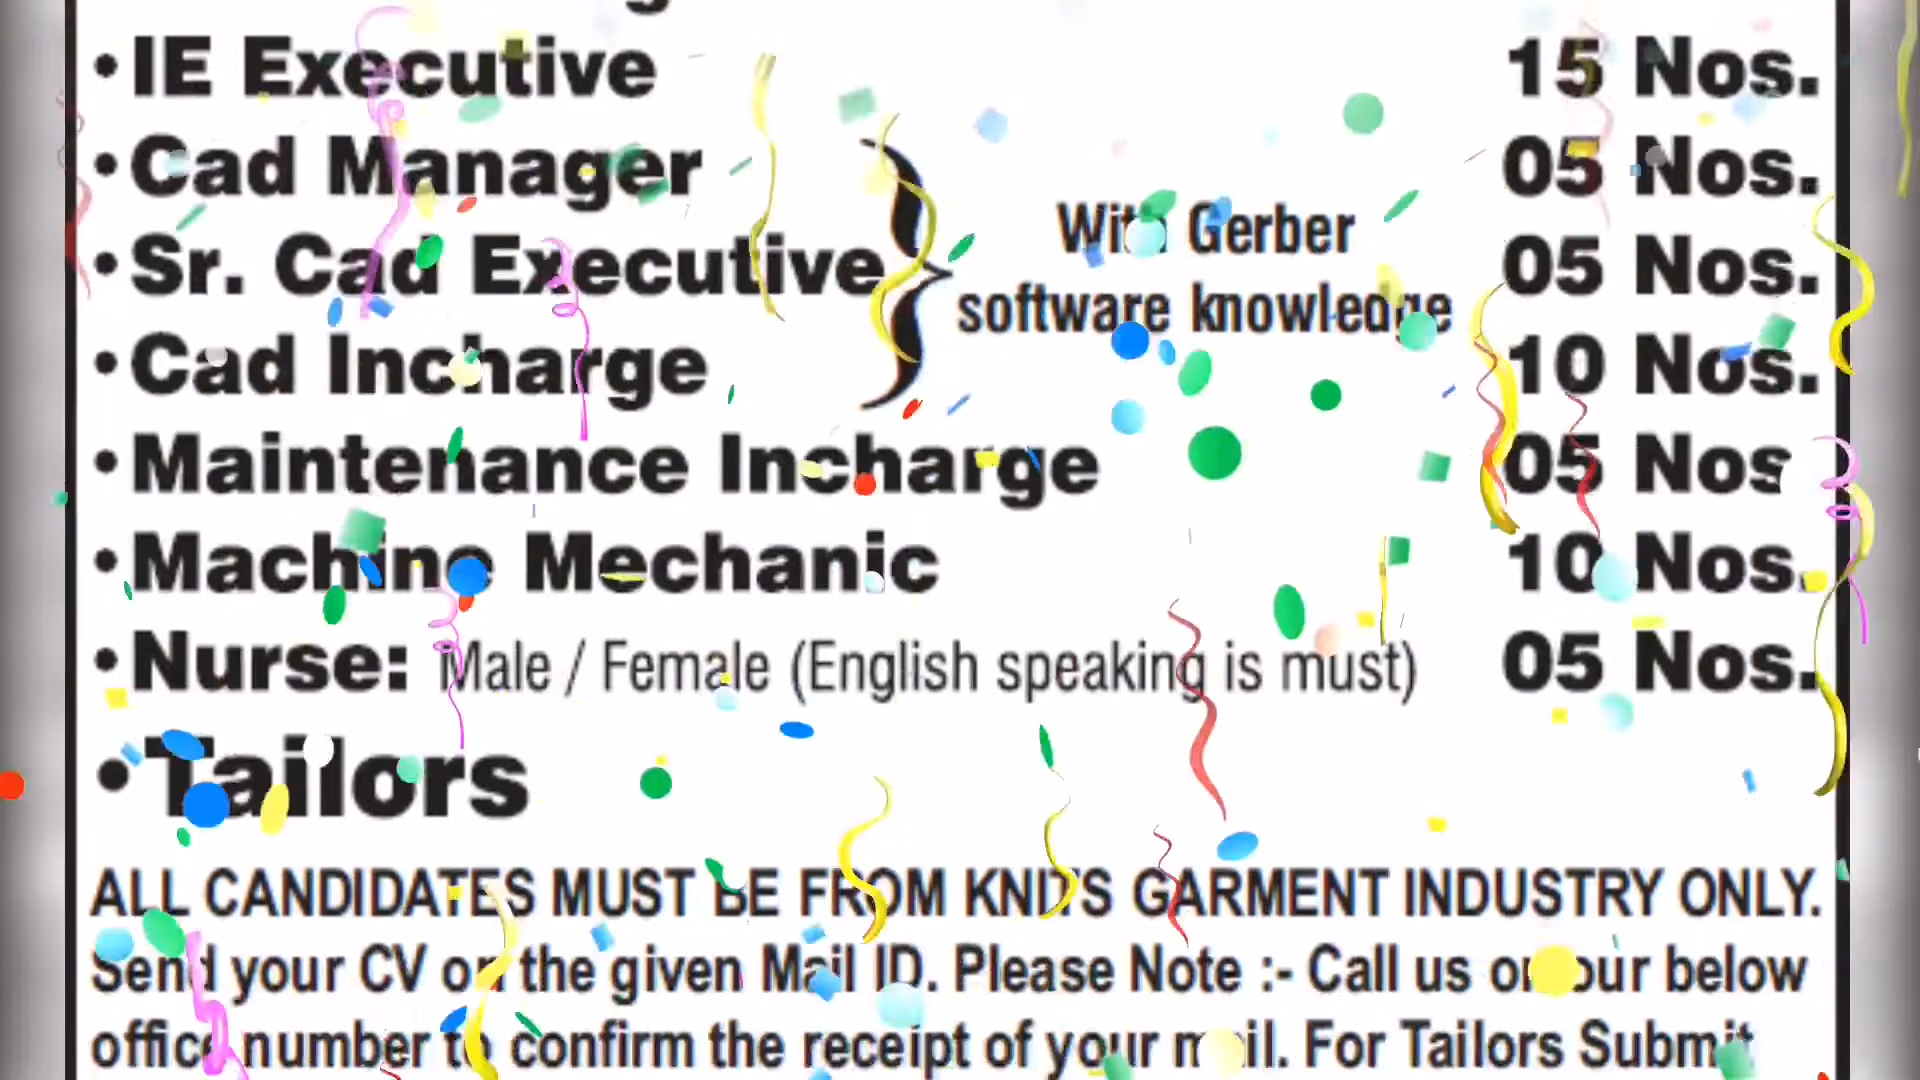 • IE Executive 15 Nos.
• Cad Manager 05 Nos.
With Gerber
• Sr. Cad Executive 05 Nos.
software knowledge
• Cad Incharge 10 Nos.
• Maintenance Incharge 05 Nos
• Machine Mechanic 10 Nos.
• Nurse: Male / Female (English speaking is must) 05 Nos.
• Tailors
ALL CANDIDATES MUST BE FROM KNITS GARMENT INDUSTRY ONLY.
Send your CV on the given Mail ID. Please Note :- Call us on our below
office number to confirm the receipt of your mail. For Tailors Submit